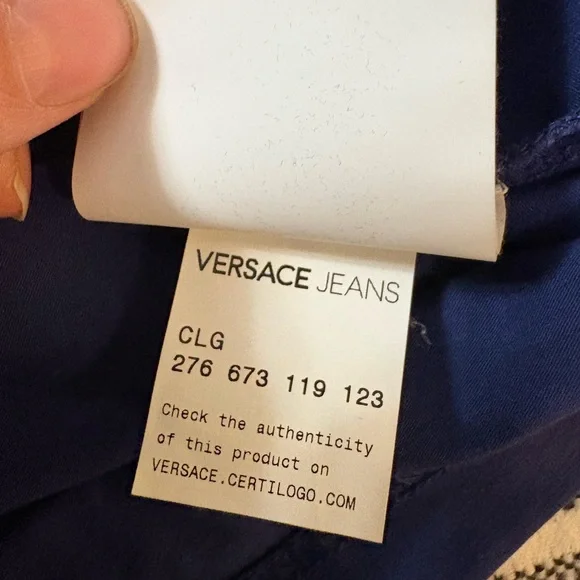 VERSACE JEANS
CLG
276 673 119 123
Check the authenticity
of this product on
VERSACE.CERTILOGO.COM